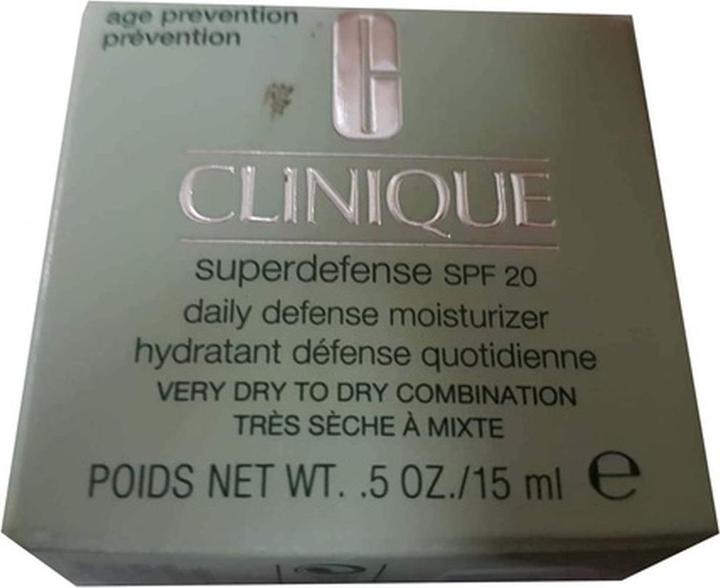 age prevention
prévention
C
CLINIQUE
superdefense SPF 20
daily defense moisturizer
hydratant défense quotidienne
VERY DRY TO DRY COMBINATION
TRÈS SÈCHE À MIXTE
POIDS NET WT. .5 OZ./15 ml e